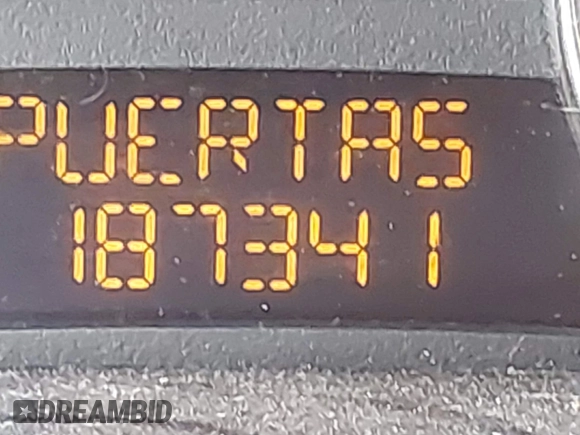 PUERTAS
187341
DREAMBID